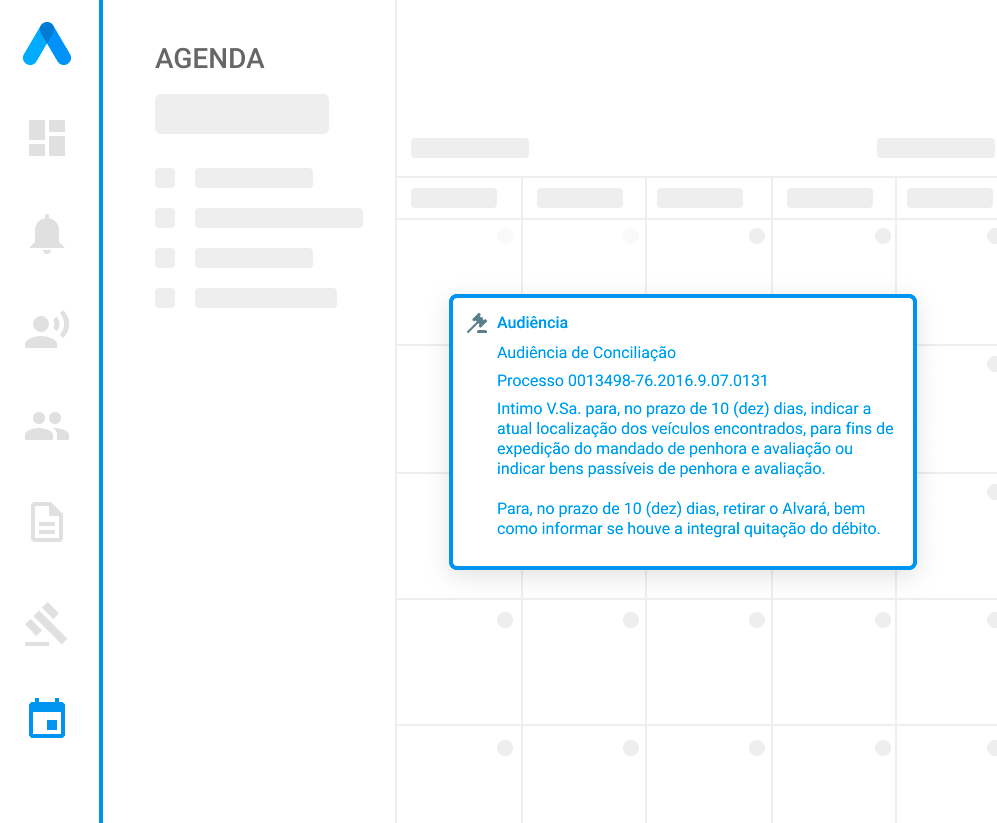 AGENDA
Audiência
Audiência de Conciliação
Processo 0013498-76.2016.9.07.0131
Intimo V.Sa. para, no prazo de 10 (dez) dias, indicar a
atual localização dos veículos encontrados, para fins de
expedição do mandado de penhora e avaliação ou
indicar bens passíveis de penhora e avaliação.
Para, no prazo de 10 (dez) dias, retirar o Alvará, bem
como informar se houve a integral quitação do débito.